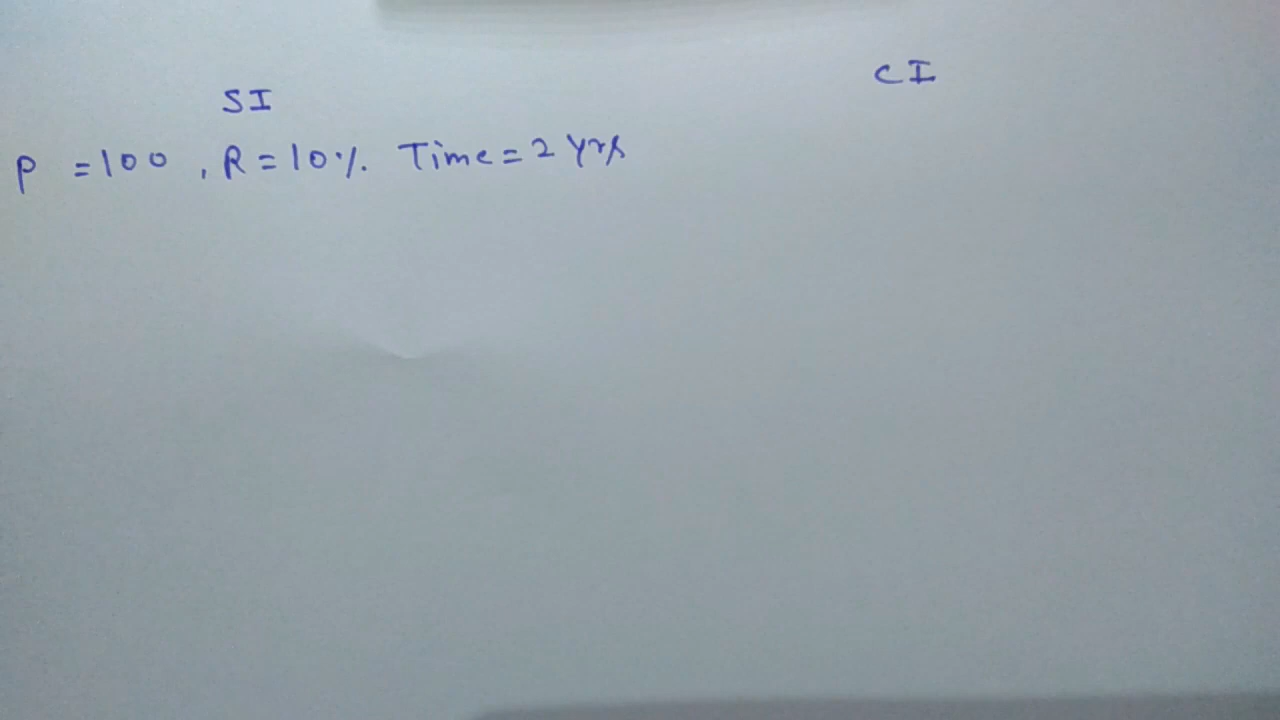 SI CI
P = 100 , R = 10% Time = 2 Yrs